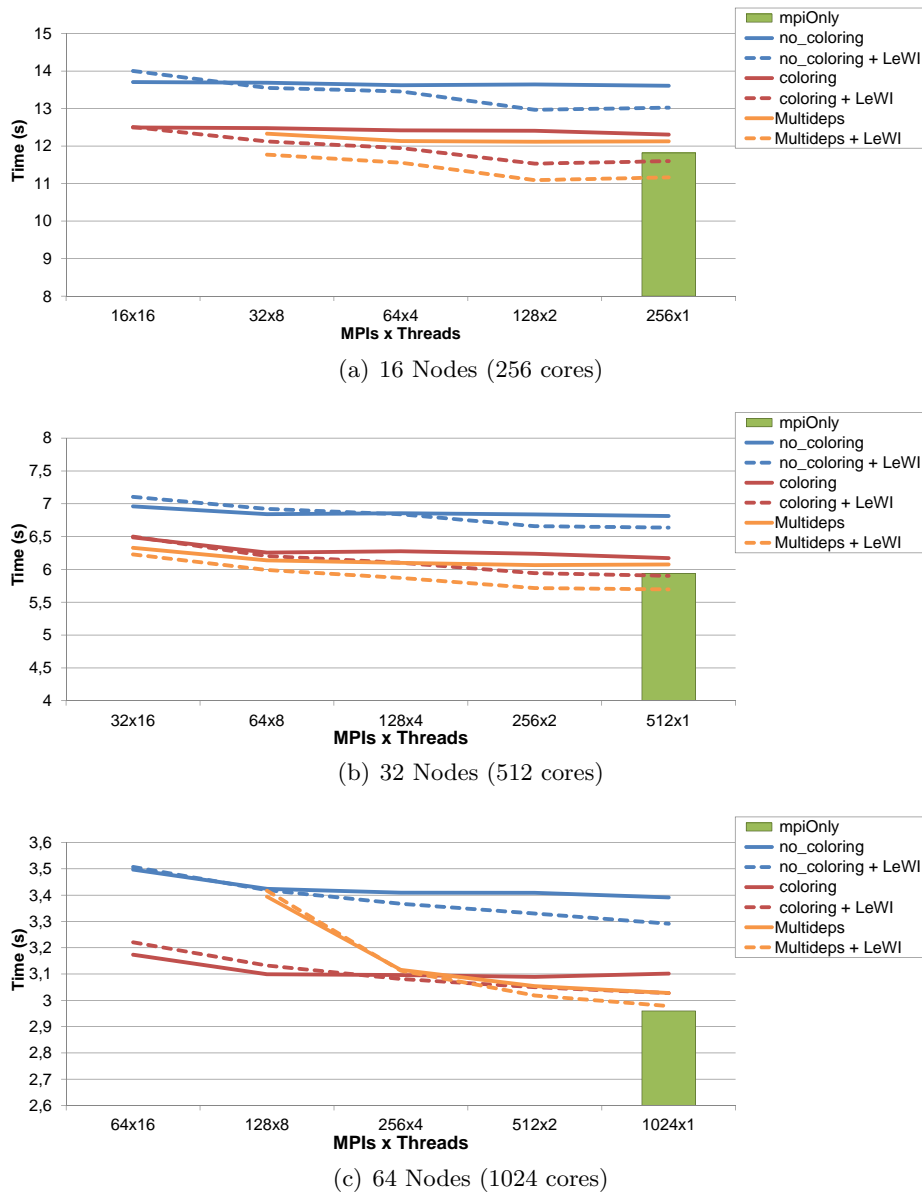 mpiOnly
no_coloring
no_coloring + LeWI
coloring
coloring + LeWI
Multideps
Multideps + LeWI
Time (s)
15
14
13
12
11
10
9
8
16x16 32x8 64x4 128x2 256x1
MPIs x Threads
(a) 16 Nodes (256 cores)
mpiOnly
no_coloring
no_coloring + LeWI
coloring
coloring + LeWI
Multideps
Multideps + LeWI
Time (s)
8
7,5
7
6,5
6
5,5
5
4,5
4
32x16 64x8 128x4 256x2 512x1
MPIs x Threads
(b) 32 Nodes (512 cores)
mpiOnly
no_coloring
no_coloring + LeWI
coloring
coloring + LeWI
Multideps
Multideps + LeWI
Time (s)
3,6
3,5
3,4
3,3
3,2
3,1
3
2,9
2,8
2,7
2,6
64x16 128x8 256x4 512x2 1024x1
MPIs x Threads
(c) 64 Nodes (1024 cores)